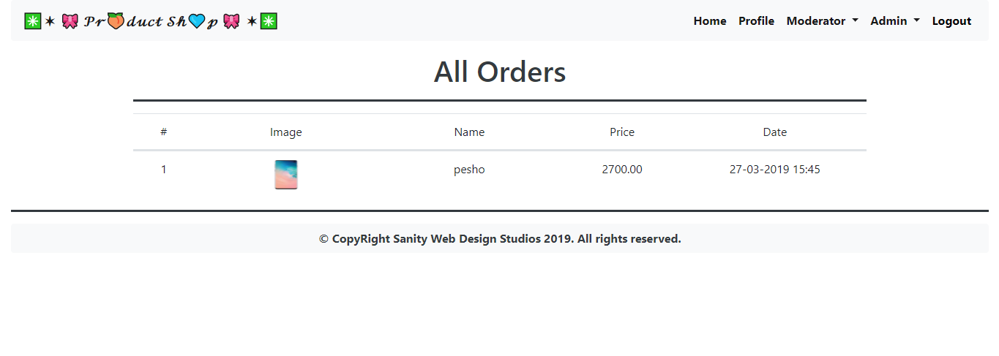 ✳️✶ 🎀 𝒫𝓇🍑𝒹𝓊𝒸𝓉 𝒮𝒽💙𝓅 🎀 ✶✳️ Home Profile Moderator Admin Logout
All Orders
# Image Name Price Date
1 pesho 2700.00 27-03-2019 15:45
© CopyRight Sanity Web Design Studios 2019. All rights reserved.